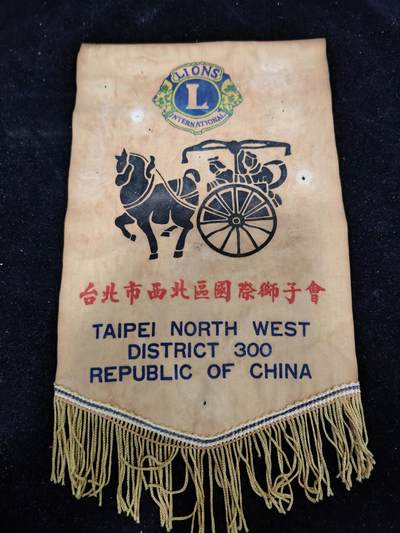 LIONS
L
INTERNATIONAL
台北市西北區國際獅子會
TAIPEI NORTH WEST
DISTRICT 300
REPUBLIC OF CHINA